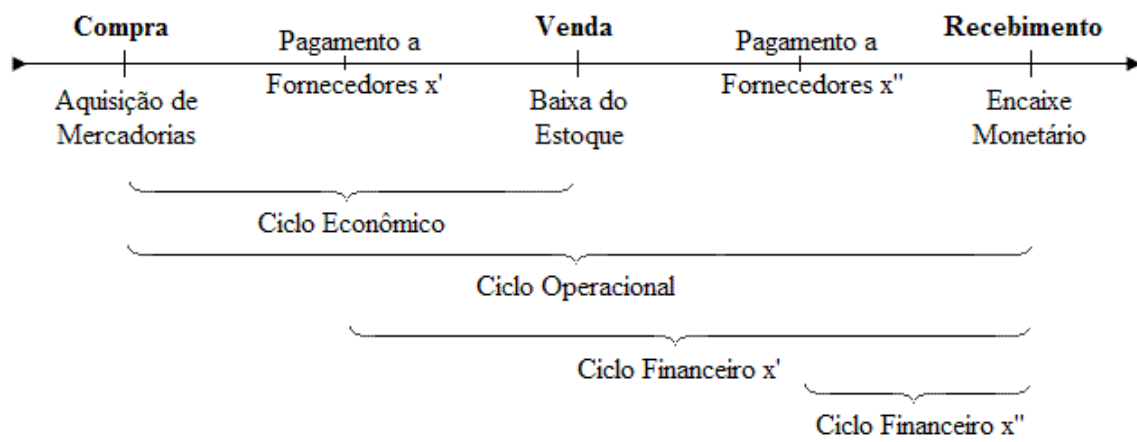 Compra
Pagamento a
Fornecedores x'
Venda
Pagamento a
Fornecedores x"
Recebimento
Aquisição de
Mercadorias
Baixa do
Estoque
Encaixe
Monetário
Ciclo Econômico
Ciclo Operacional
Ciclo Financeiro x'
Ciclo Financeiro x"